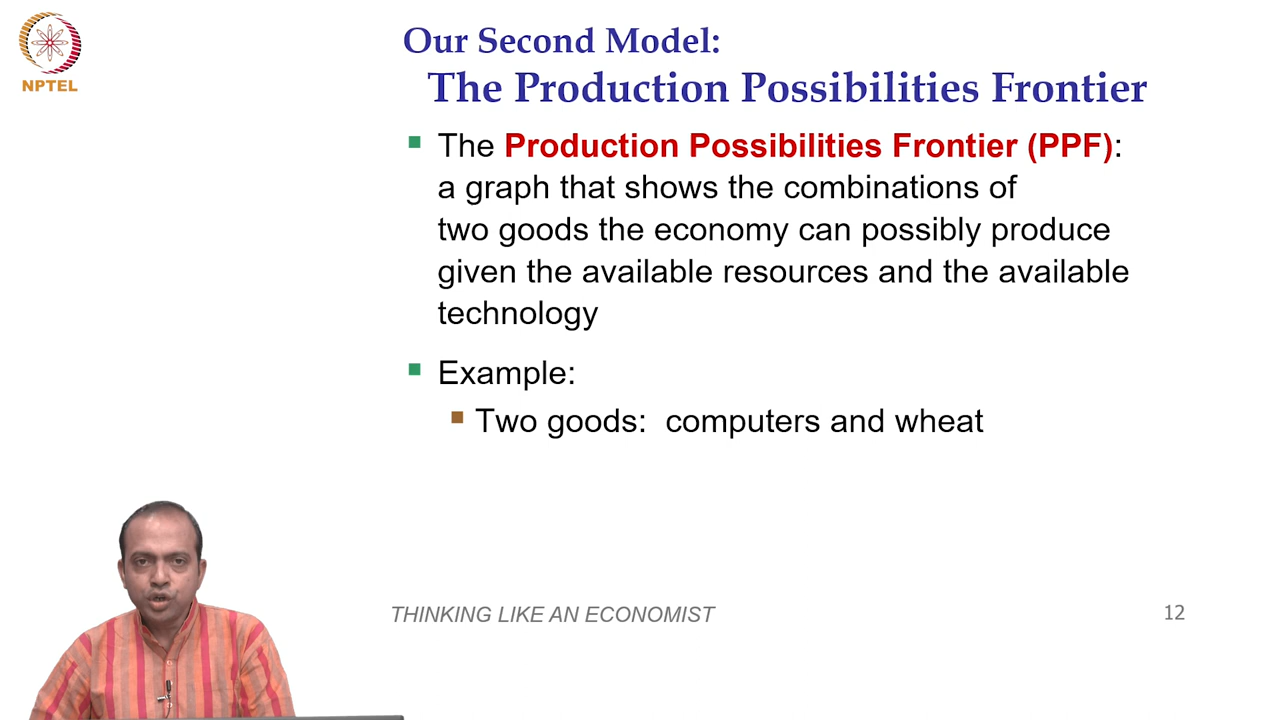 NPTEL
Our Second Model:
The Production Possibilities Frontier
The Production Possibilities Frontier (PPF):
a graph that shows the combinations of
two goods the economy can possibly produce
given the available resources and the available
technology
Example:
Two goods: computers and wheat
THINKING LIKE AN ECONOMIST
12